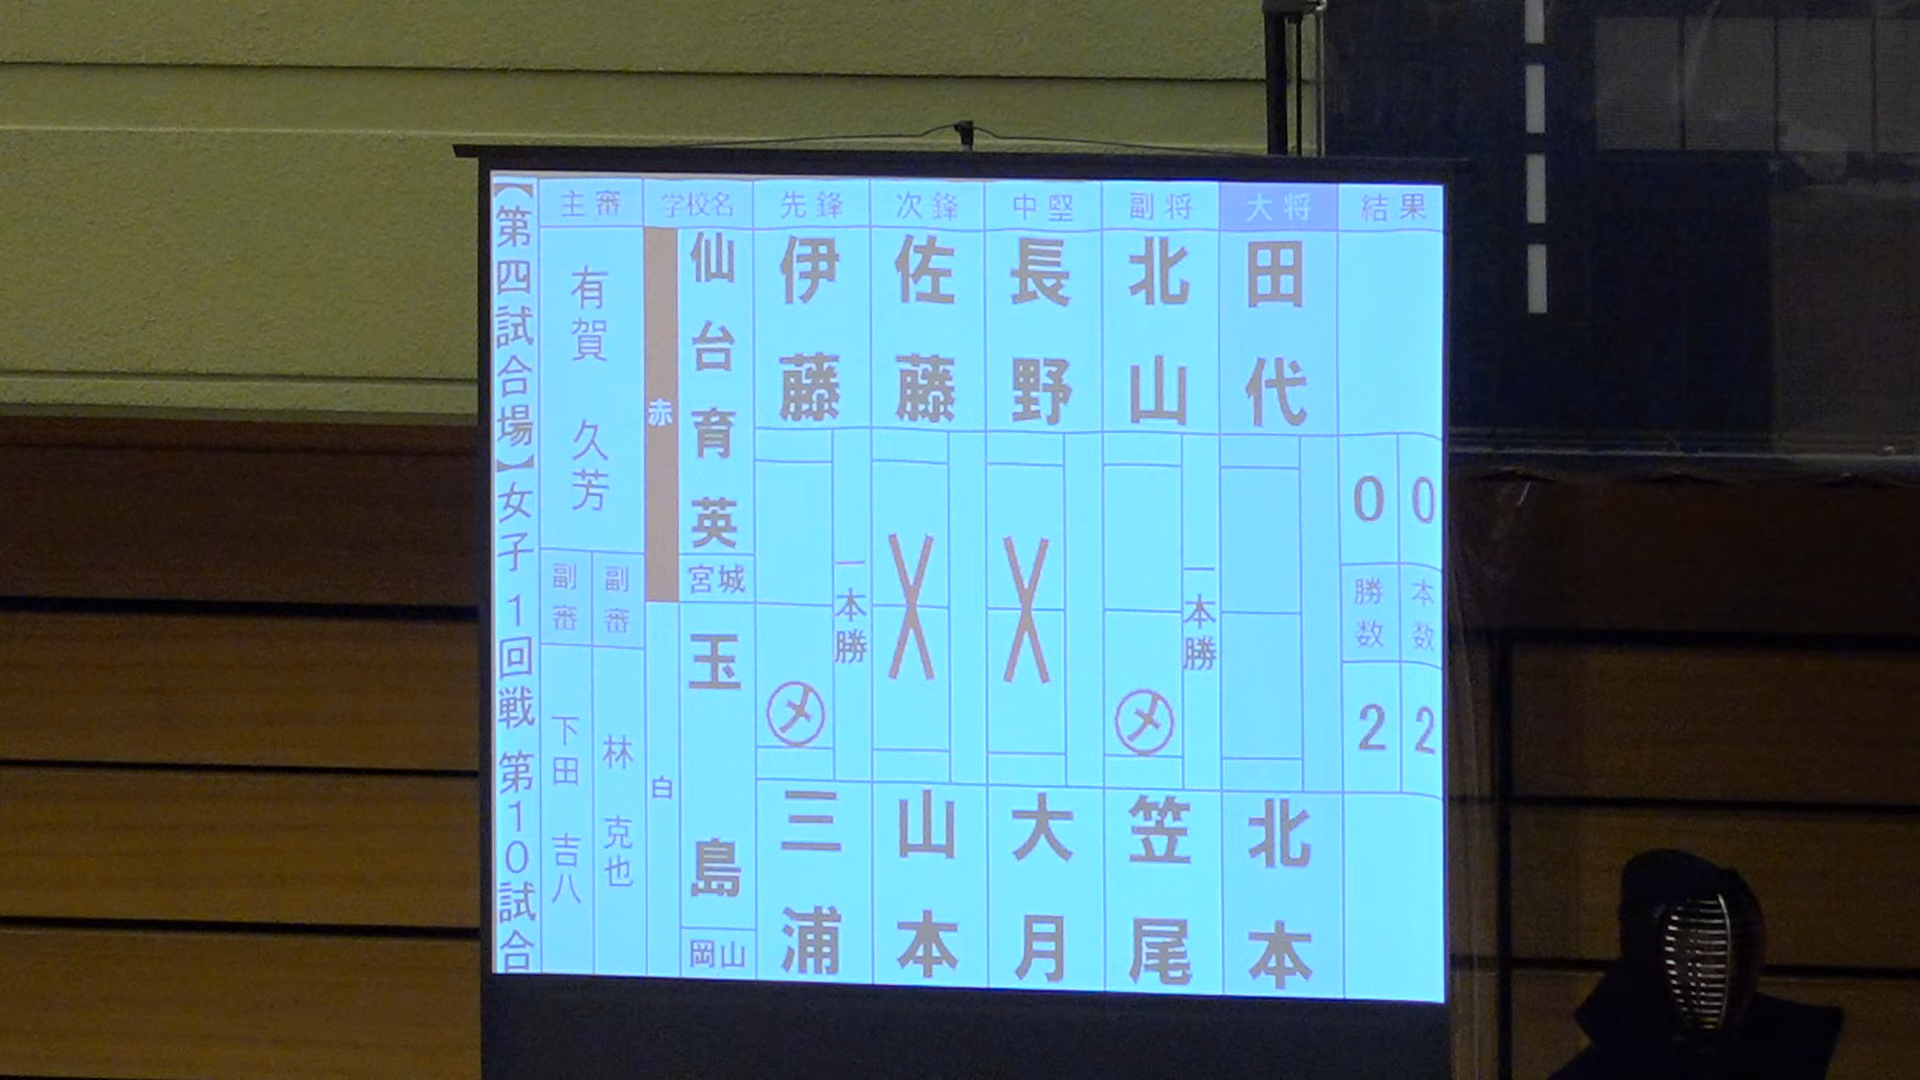 【第四試合場】女子 1回戦 第10試合
主審
学校名
先鋒
次鋒
中堅
副将
大将
結果
有賀 久芳
副審
副審
下田 吉八
林 克也
赤
仙台育英
宮城
伊藤
佐藤
長野
北山
田代
一本勝
一本勝
メ
メ
0
0
勝数
本数
2
2
白
玉島
岡山
三浦
山本
大月
笠尾
北本